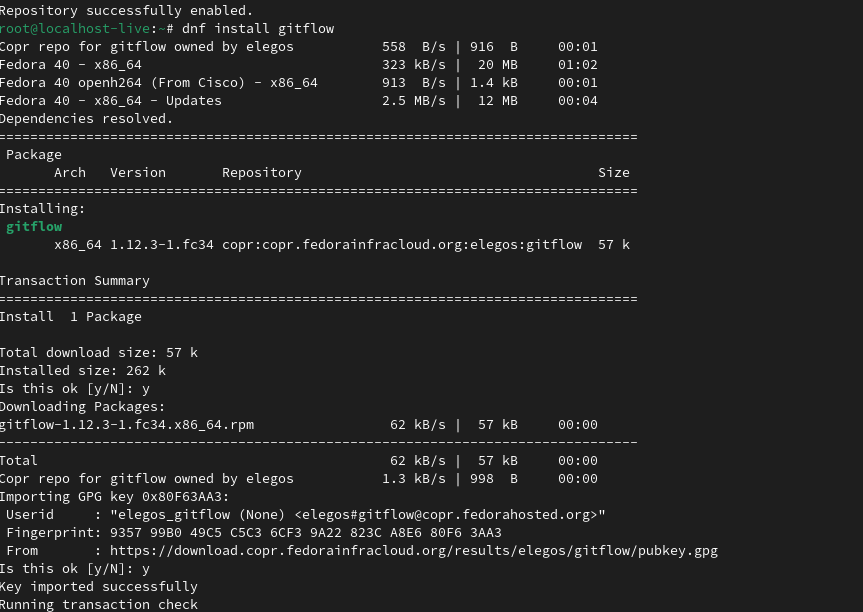 Repository successfully enabled.
root@localhost-live:~# dnf install gitflow
Copr repo for gitflow owned by elegos           558  B/s | 916  B     00:01
Fedora 40 - x86_64                              323 kB/s |  20 MB     01:02
Fedora 40 openh264 (From Cisco) - x86_64        913  B/s | 1.4 kB     00:01
Fedora 40 - x86_64 - Updates                    2.5 MB/s |  12 MB     00:04
Dependencies resolved.
================================================================================
 Package
       Arch   Version       Repository                                     Size
================================================================================
Installing:
 gitflow
       x86_64 1.12.3-1.fc34 copr:copr.fedorainfracloud.org:elegos:gitflow  57 k
Transaction Summary
================================================================================
Install  1 Package
Total download size: 57 k
Installed size: 262 k
Is this ok [y/N]: y
Downloading Packages:
gitflow-1.12.3-1.fc34.x86_64.rpm                 62 kB/s |  57 kB     00:00
--------------------------------------------------------------------------------
Total                                            62 kB/s |  57 kB     00:00
Copr repo for gitflow owned by elegos           1.3 kB/s | 998  B     00:00
Importing GPG key 0x80F63AA3:
 Userid     : "elegos_gitflow (None) <elegos#gitflow@copr.fedorahosted.org>"
 Fingerprint: 9357 99B0 49C5 C5C3 6CF3 9A22 823C A8E6 80F6 3AA3
 From       : https://download.copr.fedorainfracloud.org/results/elegos/gitflow/pubkey.gpg
Is this ok [y/N]: y
Key imported successfully
Running transaction check